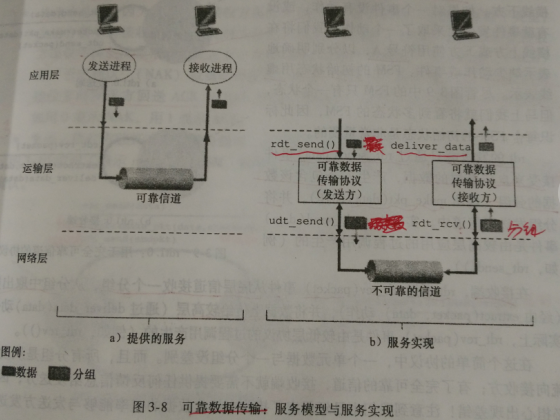 应用层
发送进程
接收进程
rdt_send()
deliver_data
运输层
可靠信道
可靠数据
传输协议
（发送方）
可靠数据
传输协议
（接收方）
udt_send()
rdt_rcv()
分组
网络层
不可靠的信道
a）提供的服务
b）服务实现
图例:
数据
分组
图 3-8 可靠数据传输：服务模型与服务实现